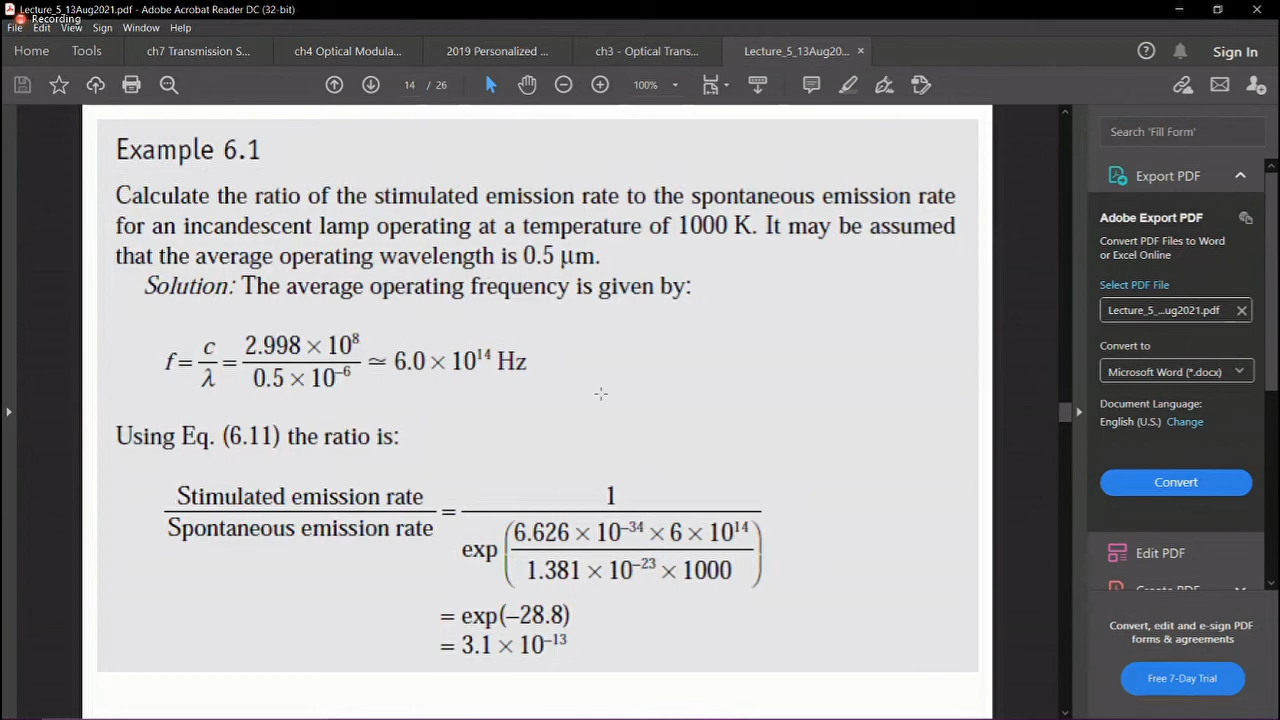 Lecture_5_13Aug2021.pdf - Adobe Acrobat Reader DC (32-bit)
Recording
File Edit View Sign Window Help
Home Tools ch7 Transmission S... ch4 Optical Modula... 2019 Personalized ... ch3 - Optical Trans... Lecture_5_13Aug20... × Sign In
14 / 26 100%
Example 6.1
Calculate the ratio of the stimulated emission rate to the spontaneous emission rate
for an incandescent lamp operating at a temperature of 1000 K. It may be assumed
that the average operating wavelength is 0.5 μm.
Solution: The average operating frequency is given by:
f = c/λ = 2.998 × 10⁸ / 0.5 × 10⁻⁶ ≃ 6.0 × 10¹⁴ Hz
Using Eq. (6.11) the ratio is:
Stimulated emission rate / Spontaneous emission rate = 1 / exp (6.626 × 10⁻³⁴ × 6 × 10¹⁴ / 1.381 × 10⁻²³ × 1000)
= exp(–28.8)
= 3.1 × 10⁻¹³
Search 'Fill Form'
Export PDF
Adobe Export PDF
Convert PDF Files to Word
or Excel Online
Select PDF File
Lecture_5_...ug2021.pdf
Convert to
Microsoft Word (*.docx)
Document Language:
English (U.S.) Change
Convert
Edit PDF
Create PDF
Convert, edit and e-sign PDF
forms & agreements
Free 7-Day Trial